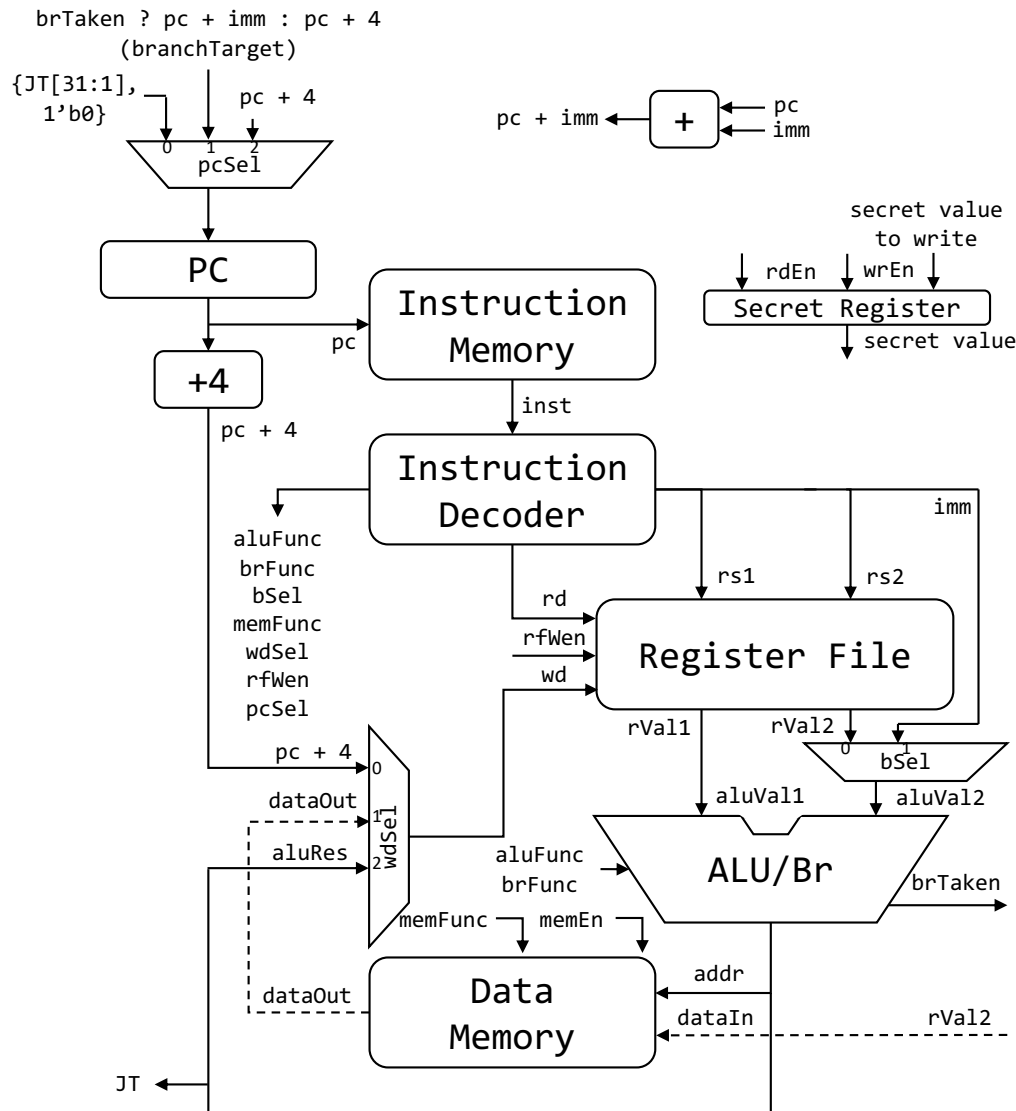 brTaken ? pc + imm : pc + 4
(branchTarget)
{JT[31:1],
1’b0}
pc + 4
0
1
2
pcSel
pc + imm
+
pc
imm
PC
secret value
to write
rdEn
wrEn
Secret Register
secret value
Instruction
Memory
pc
+4
inst
pc + 4
Instruction
Decoder
imm
aluFunc
brFunc
bSel
memFunc
wdSel
rfWen
pcSel
rs1
rs2
rd
rfWen
wd
Register File
rVal1
rVal2
0
1
bSel
pc + 4
0
dataOut
1
aluRes
2
wdSel
aluVal1
aluVal2
aluFunc
brFunc
ALU/Br
brTaken
memFunc
memEn
Data
Memory
addr
dataIn
rVal2
dataOut
JT